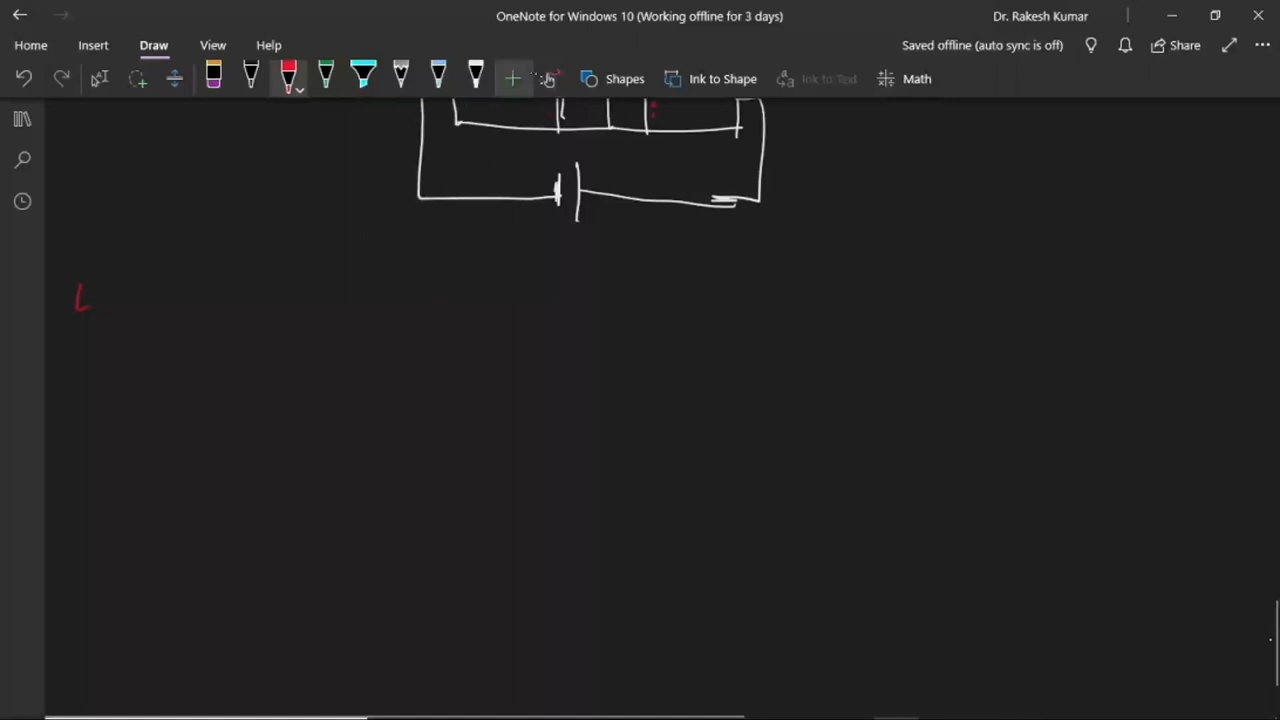 OneNote for Windows 10 (Working offline for 3 days)
Dr. Rakesh Kumar
Home Insert Draw View Help
Saved offline (auto sync is off) Share
Shapes Ink to Shape Ink to Text Math
L